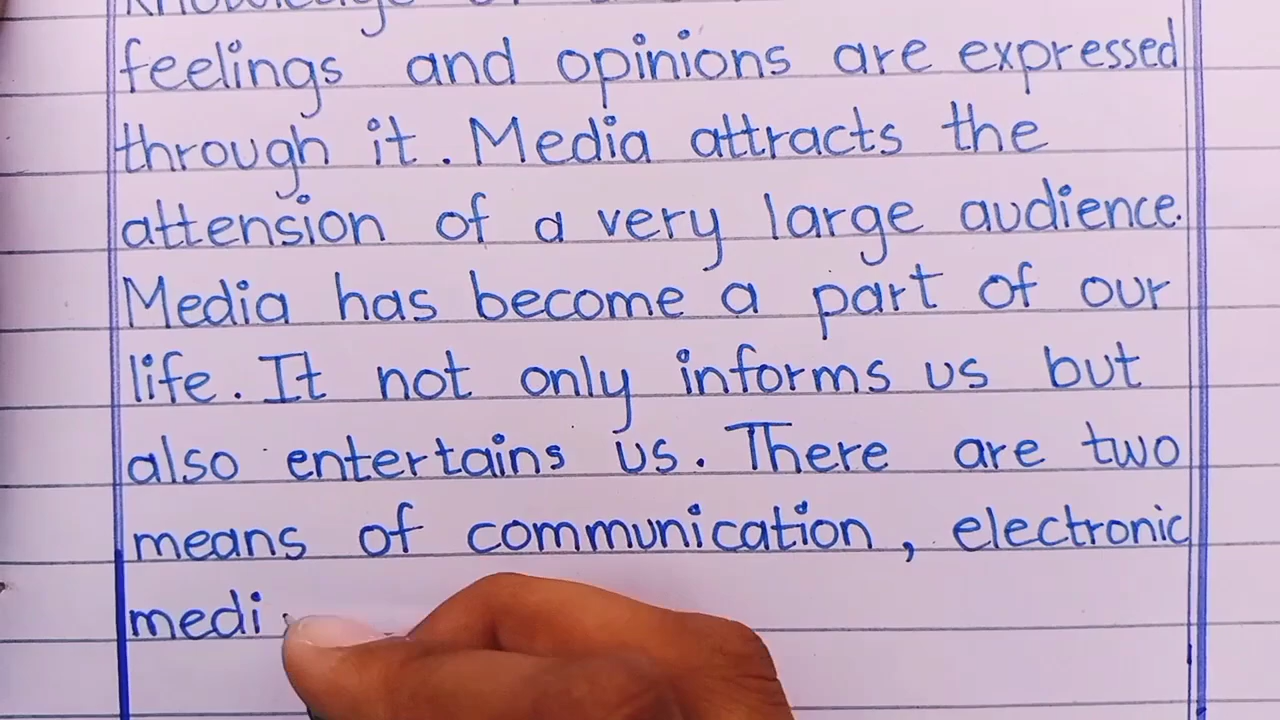 feelings and opinions are expressed
through it. Media attracts the
attension of a very large audience.
Media has become a part of our
life. It not only informs us but
also entertains us. There are two
means of communication, electronic
medi